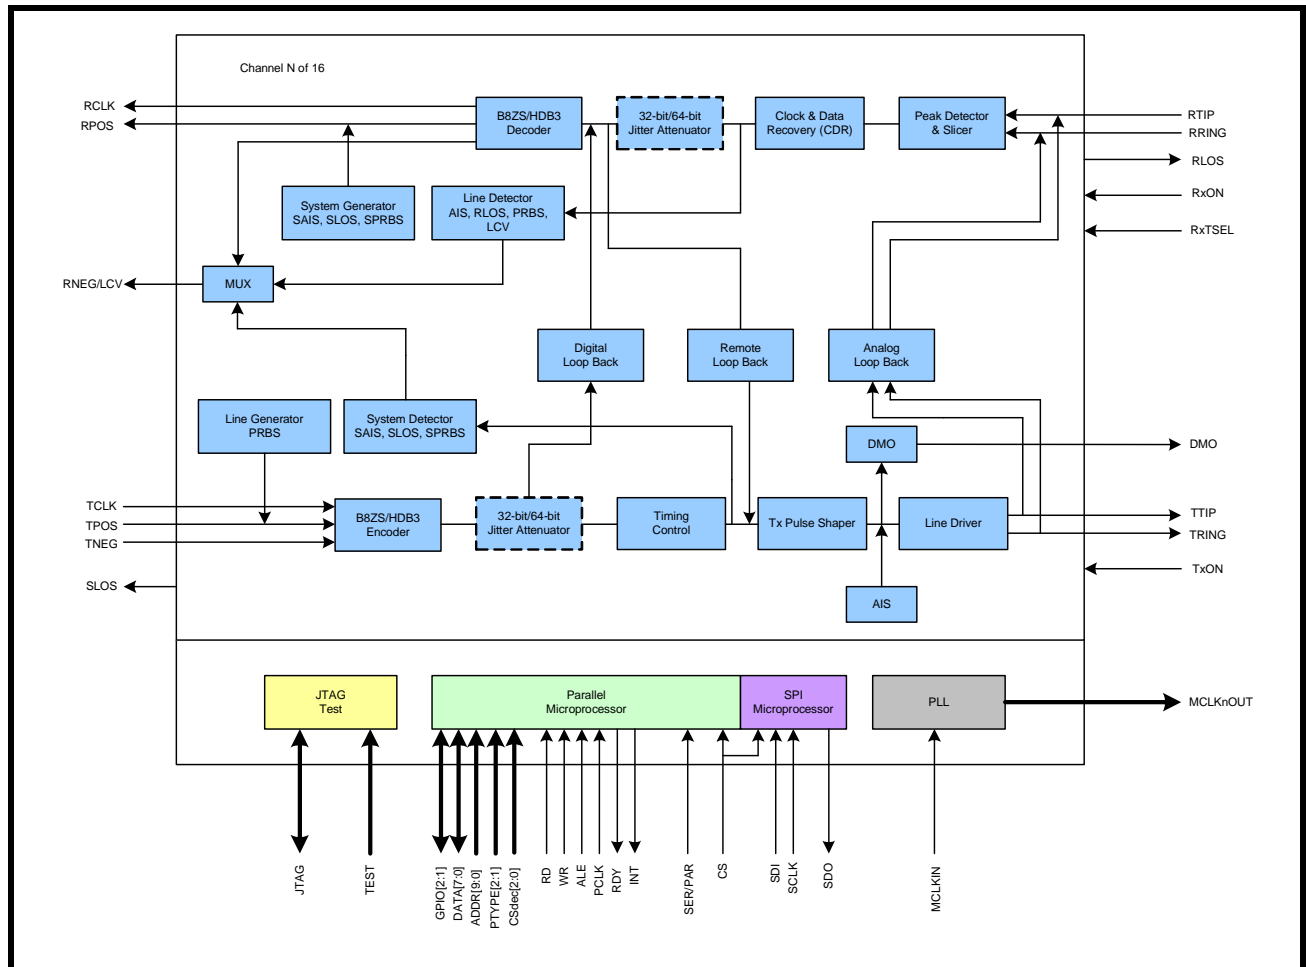 Channel N of 16
RCLK
RPOS
B8ZS/HDB3
Decoder
32-bit/64-bit
Jitter Attenuator
Clock & Data
Recovery (CDR)
Peak Detector
& Slicer
RTIP
RRING
RLOS
RxON
RxTSEL
System Generator
SAIS, SLOS, SPRBS
Line Detector
AIS, RLOS, PRBS,
LCV
RNEG/LCV
MUX
Digital
Loop Back
Remote
Loop Back
Analog
Loop Back
Line Generator
PRBS
System Detector
SAIS, SLOS, SPRBS
DMO
DMO
TCLK
TPOS
TNEG
B8ZS/HDB3
Encoder
32-bit/64-bit
Jitter Attenuator
Timing
Control
Tx Pulse Shaper
Line Driver
TTIP
TRING
TxON
SLOS
AIS
JTAG
Test
Parallel
Microprocessor
SPI
Microprocessor
PLL
MCLKnOUT
JTAG
TEST
GPIO[2:1]
DATA[7:0]
ADDR[9:0]
PTYPE[2:1]
CSdec[2:0]
RD
WR
ALE
PCLK
RDY
INT
SER/PAR
CS
SDI
SCLK
SDO
MCLKIN